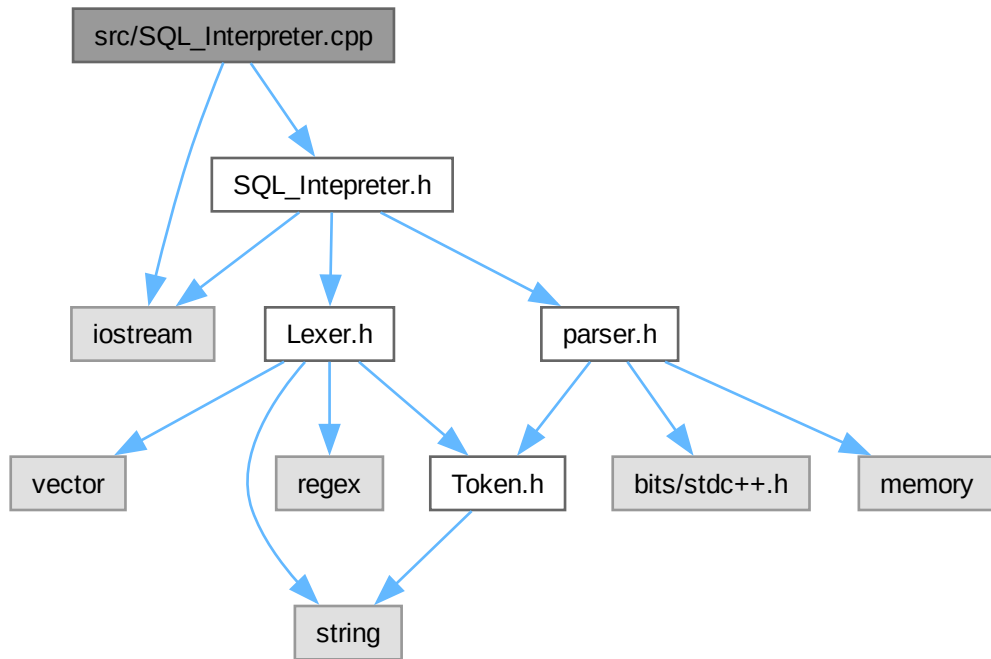 src/SQL_Interpreter.cpp
SQL_Intepreter.h
iostream
Lexer.h
parser.h
vector
regex
Token.h
bits/stdc++.h
memory
string